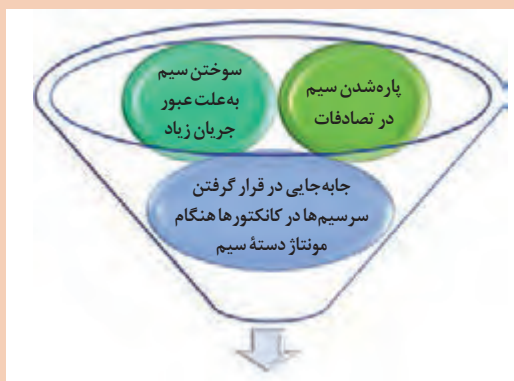 پاره‌شدن سیم
در تصادفات
سوختن سیم
به‌علت عبور
جریان زیاد
جابه‌جایی در قرار گرفتن
سرسیم‌ها در کانکتورها هنگام
مونتاژ دستهٔ سیم